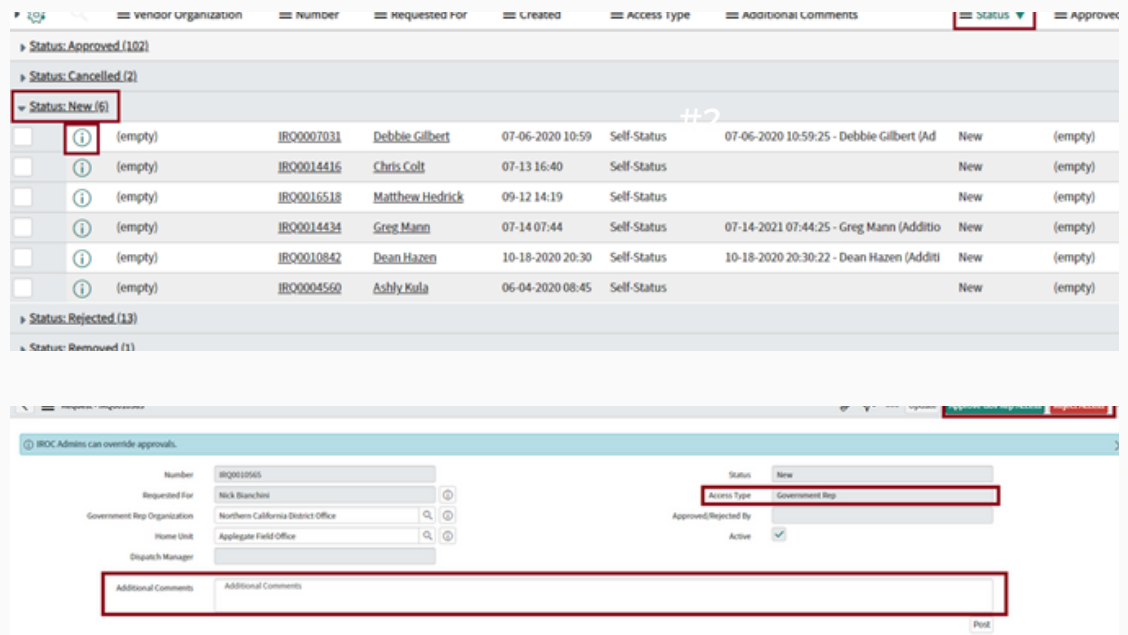 Vendor Organization Number Requested For Created Access Type Additional Comments Status Approved
Status: Approved (102)
Status: Cancelled (2)
Status: New (6)
#2
(empty) IRQ0007031 Debbie Gilbert 07-06-2020 10:59 Self-Status 07-06-2020 10:59:25 - Debbie Gilbert (Ad New (empty)
(empty) IRQ0014416 Chris Colt 07-13 16:40 Self-Status New (empty)
(empty) IRQ0016518 Matthew Hedrick 09-12 14:19 Self-Status New (empty)
(empty) IRQ0014434 Greg Mann 07-14 07:44 Self-Status 07-14-2021 07:44:25 - Greg Mann (Additio New (empty)
(empty) IRQ0010842 Dean Hazen 10-18-2020 20:30 Self-Status 10-18-2020 20:30:22 - Dean Hazen (Additi New (empty)
(empty) IRQ0004560 Ashly Kula 06-04-2020 08:45 Self-Status New (empty)
Status: Rejected (13)
Status: Removed (1)
Request - IRQ0010565 Update
IROC Admins can override approvals.
Number IRQ0010565 Status New
Requested For Nick Bianchini Access Type Government Rep
Government Rep Organization Northern California District Office Approved/Rejected By
Home Unit Applegate Field Office Active
Dispatch Manager
Additional Comments Additional Comments
Post